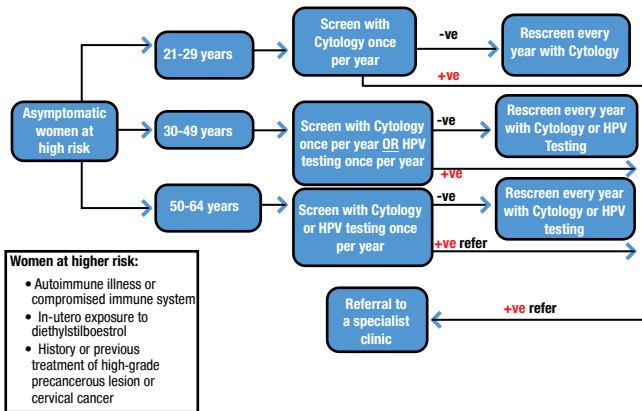 Asymptomatic
women at
high risk
21-29 years
Screen with
Cytology once
per year
-ve
Rescreen every
year with Cytology
+ve
30-49 years
Screen with Cytology
once per year OR HPV
testing once per year
-ve
Rescreen every year
with Cytology or HPV
Testing
+ve
50-64 years
Screen with Cytology
or HPV testing once
per year
-ve
Rescreen every year
with Cytology or HPV
testing
+ve refer
Women at higher risk:
• Autoimmune illness or
compromised immune system
• In-utero exposure to
diethylstilboestrol
• History or previous
treatment of high-grade
precancerous lesion or
cervical cancer
Referral to
a specialist
clinic
+ve refer